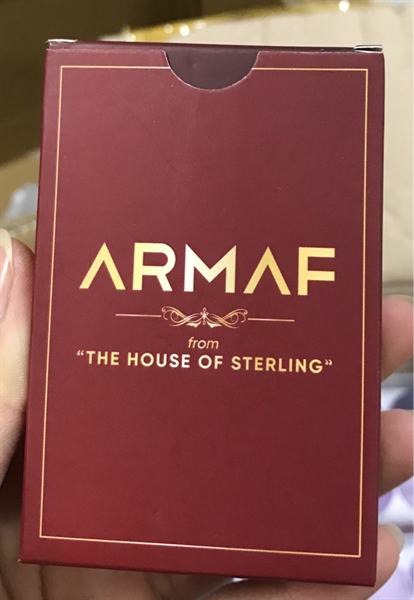 ARMAF
from
“THE HOUSE OF STERLING”